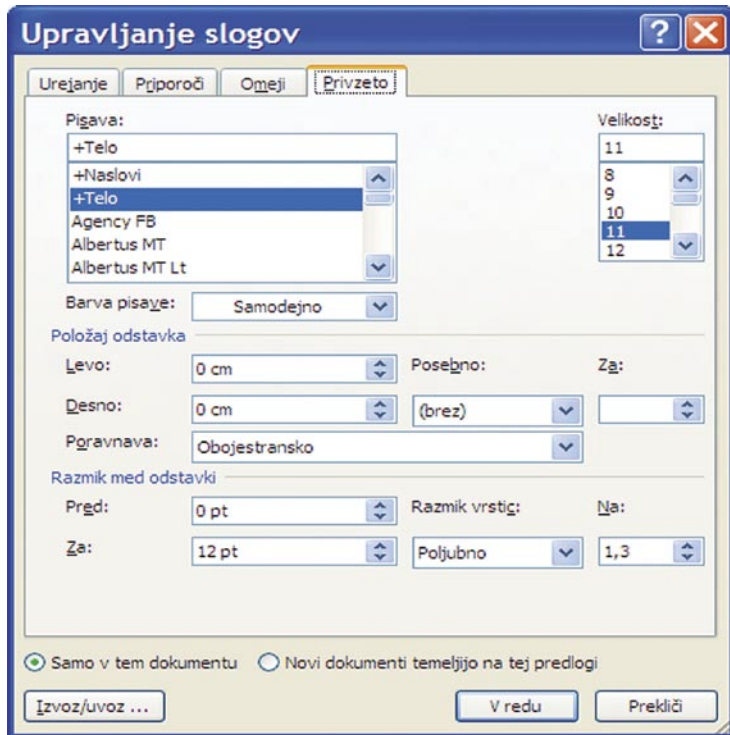 Upravljanje slogov
Urejanje Priporoči Omeji Privzeto
Pisava: Velikost:
+Telo 11
+Naslovi 8
+Telo 9
Agency FB 10
Albertus MT 11
Albertus MT Lt 12
Barva pisave: Samodejno
Položaj odstavka
Levo: 0 cm Posebno: Za:
Desno: 0 cm (brez)
Poravnava: Obojestransko
Razmik med odstavki
Pred: 0 pt Razmik vrstic: Na:
Za: 12 pt Poljubno 1,3
Samo v tem dokumentu Novi dokumenti temeljijo na tej predlogi
Izvoz/uvoz ... V redu Prekliči